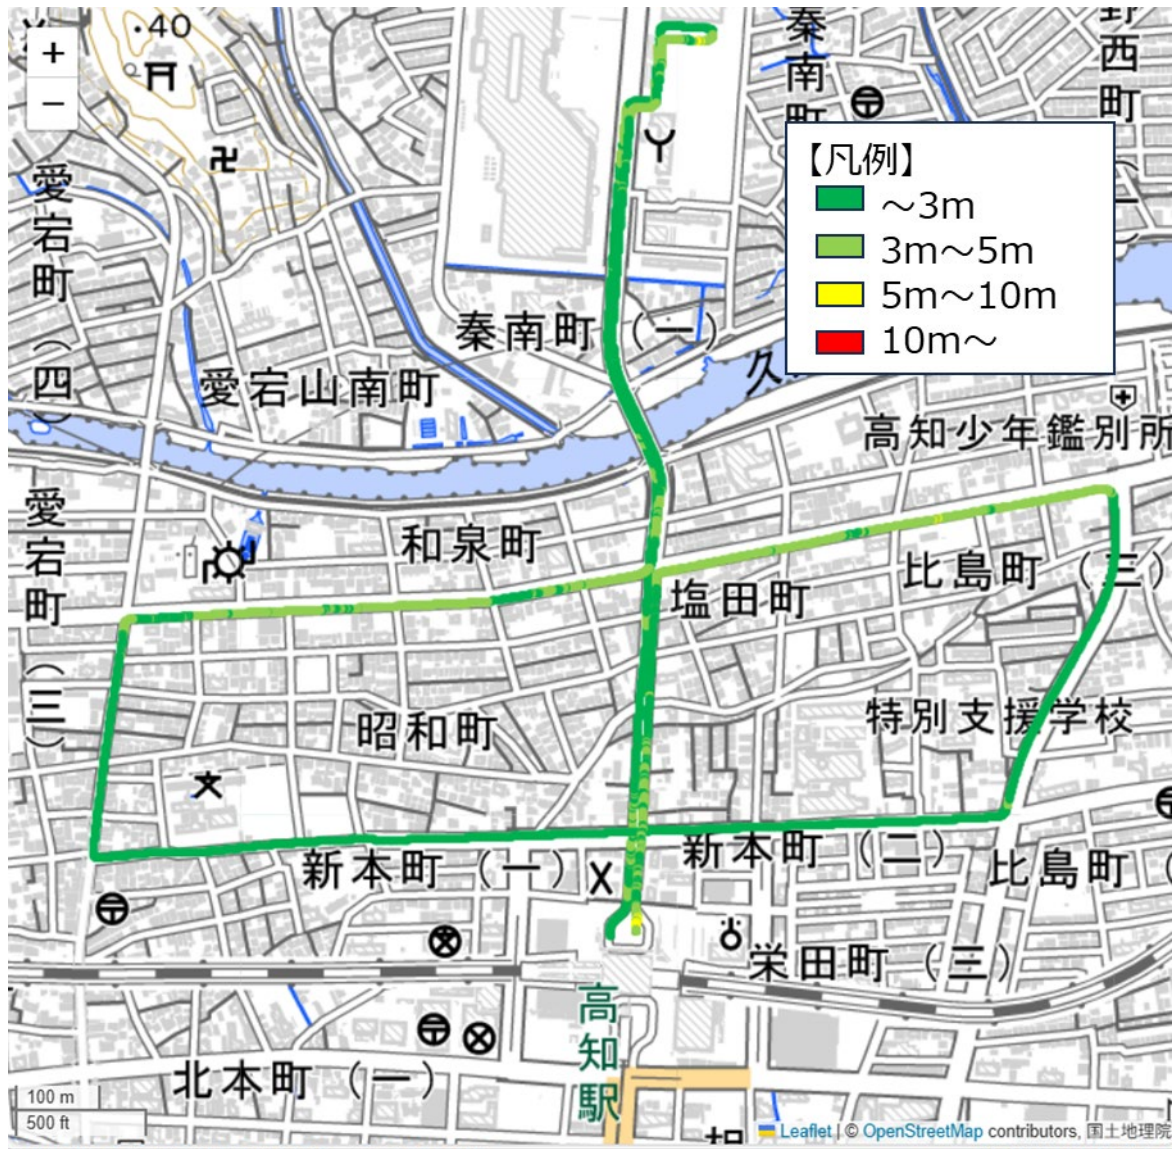 ・40
+
−
秦南町
野西町
【凡例】
～3m
3m～5m
5m～10m
10m～
愛宕町（四）
秦南町（一）
愛宕山南町
久
高知少年鑑別所
愛宕町（三）
和泉町
塩田町
比島町（三）
昭和町
特別支援学校
新本町（一）
新本町（二）
比島町（
栄田町（三）
高知駅
北本町（一）
100 m
500 ft
Leaflet | © OpenStreetMap contributors, 国土地理院